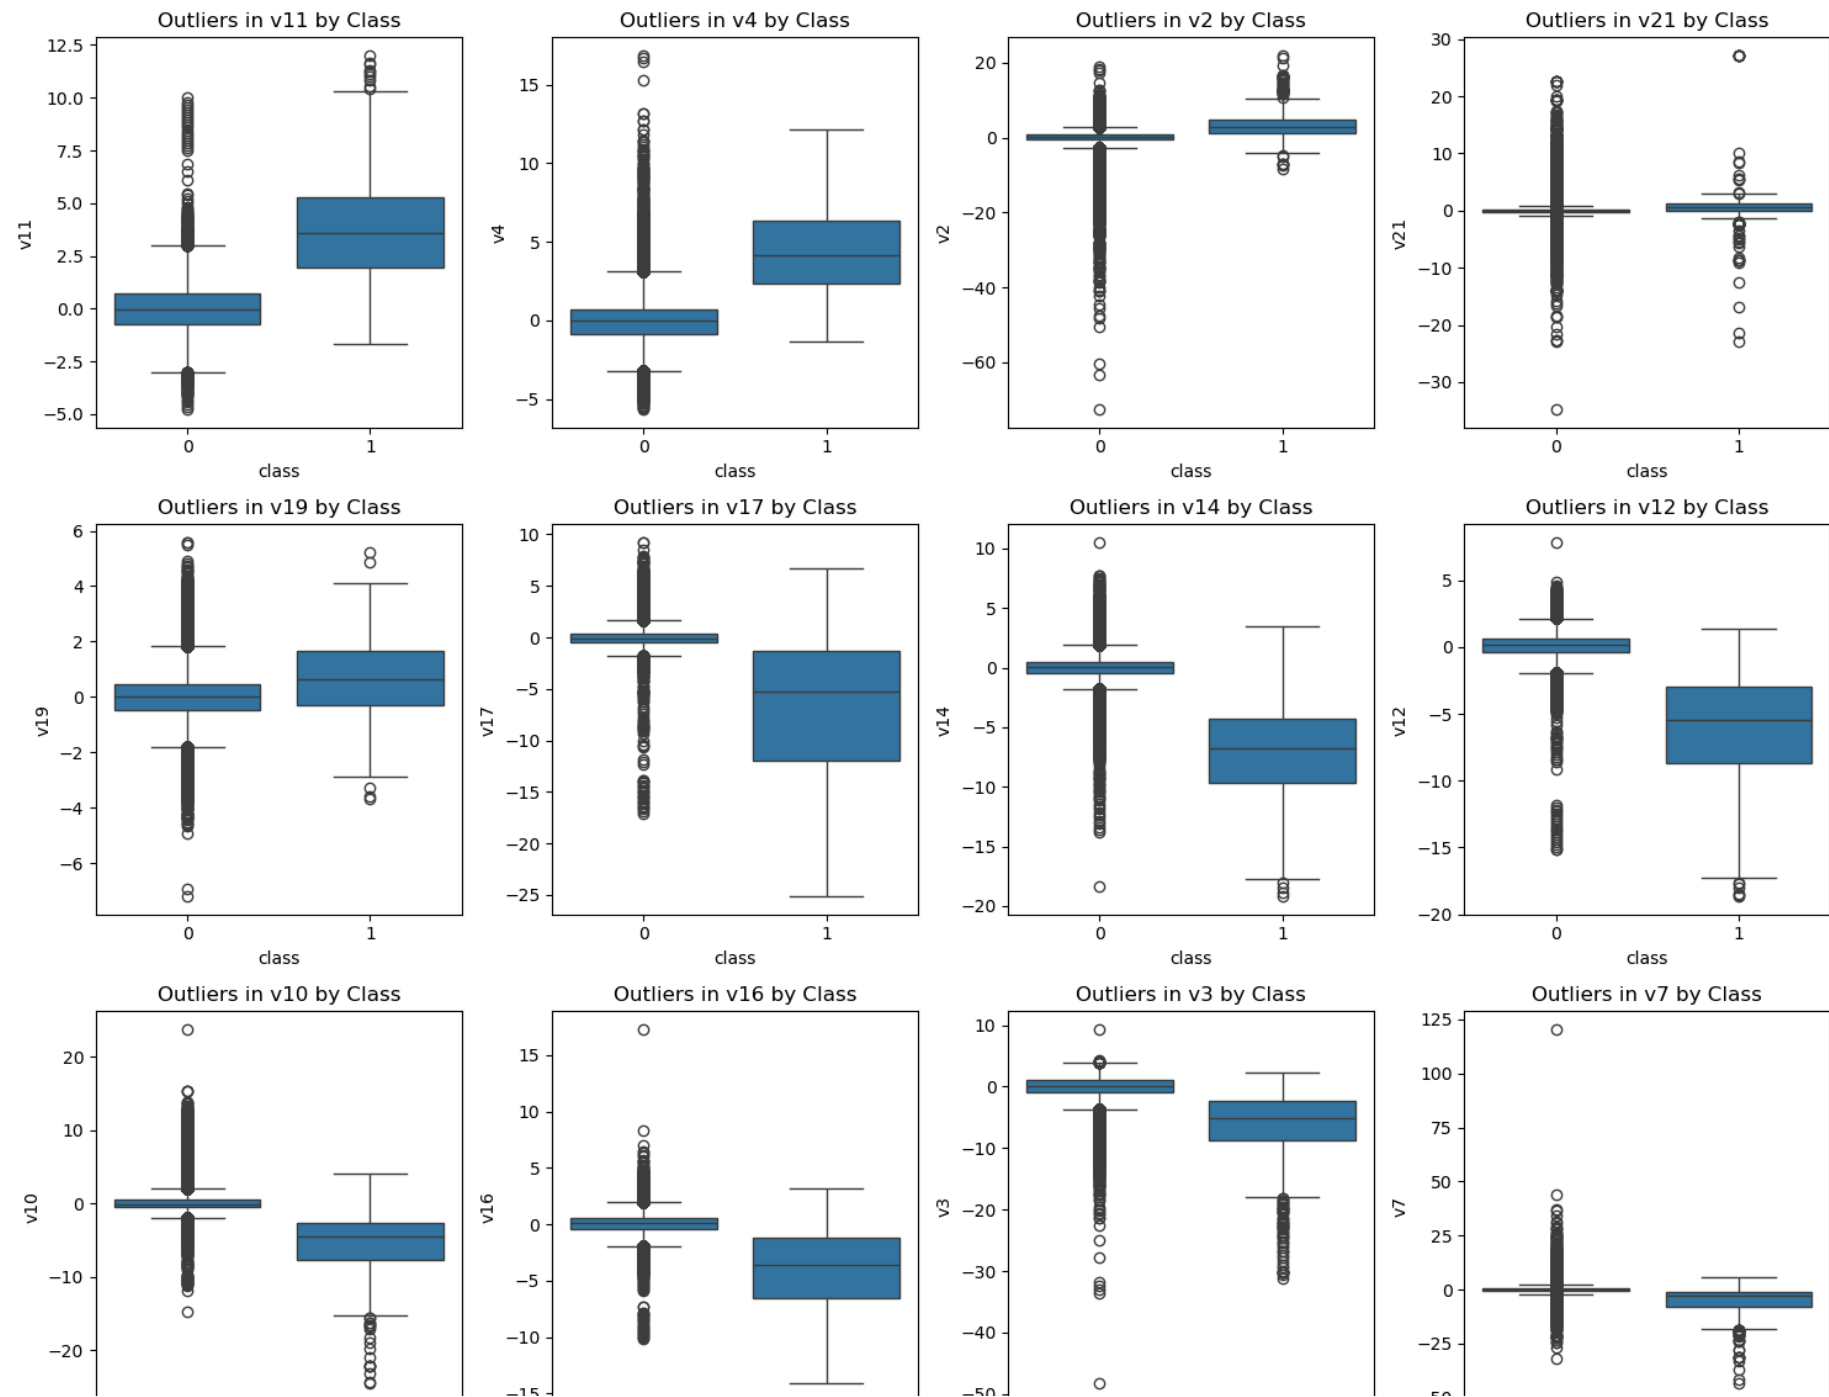 Outliers in v11 by Class
12.5
10.0
7.5
5.0
2.5
0.0
−2.5
−5.0
v11
0 1
class
Outliers in v4 by Class
15
10
5
0
−5
v4
0 1
class
Outliers in v2 by Class
20
0
−20
−40
−60
v2
0 1
class
Outliers in v21 by Class
30
20
10
0
−10
−20
−30
v21
0 1
class
Outliers in v19 by Class
6
4
2
0
−2
−4
−6
v19
0 1
class
Outliers in v17 by Class
10
5
0
−5
−10
−15
−20
−25
v17
0 1
class
Outliers in v14 by Class
10
5
0
−5
−10
−15
−20
v14
0 1
class
Outliers in v12 by Class
5
0
−5
−10
−15
−20
v12
0 1
class
Outliers in v10 by Class
20
10
0
−10
−20
v10
Outliers in v16 by Class
15
10
5
0
−5
−10
−15
v16
Outliers in v3 by Class
10
0
−10
−20
−30
−40
−50
v3
Outliers in v7 by Class
125
100
75
50
25
0
−25
−50
v7